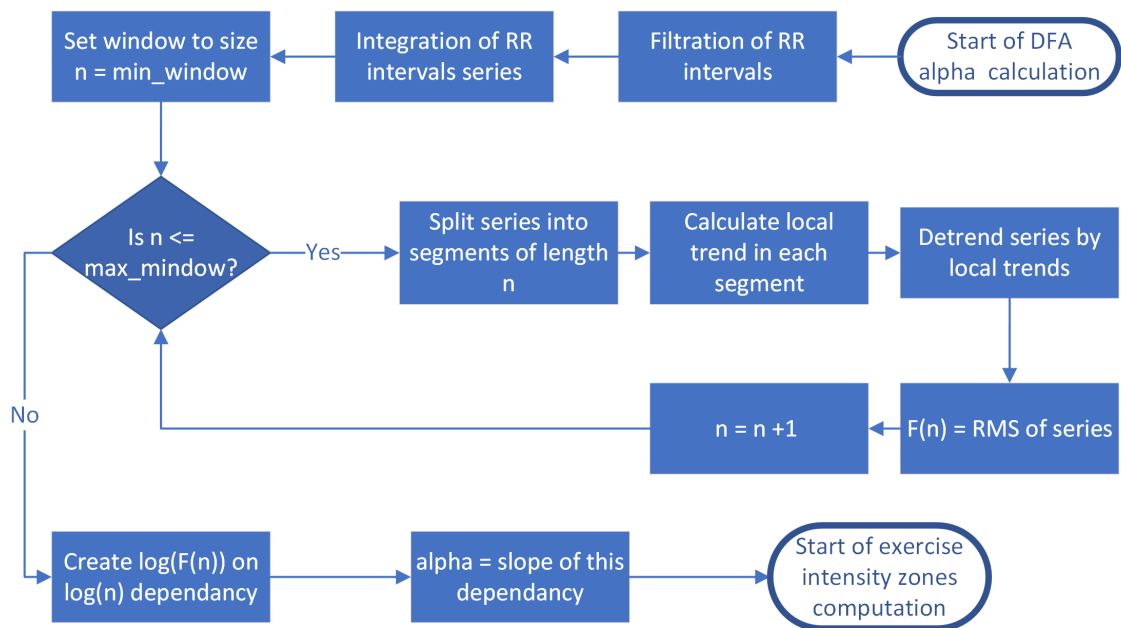 Set window to size
n = min_window
Integration of RR
intervals series
Filtration of RR
intervals
Start of DFA
alpha calculation
Is n <=
max_mindow?
Yes
Split series into
segments of length
n
Calculate local
trend in each
segment
Detrend series by
local trends
No
n = n +1
F(n) = RMS of series
Create log(F(n)) on
log(n) dependancy
alpha = slope of this
dependancy
Start of exercise
intensity zones
computation